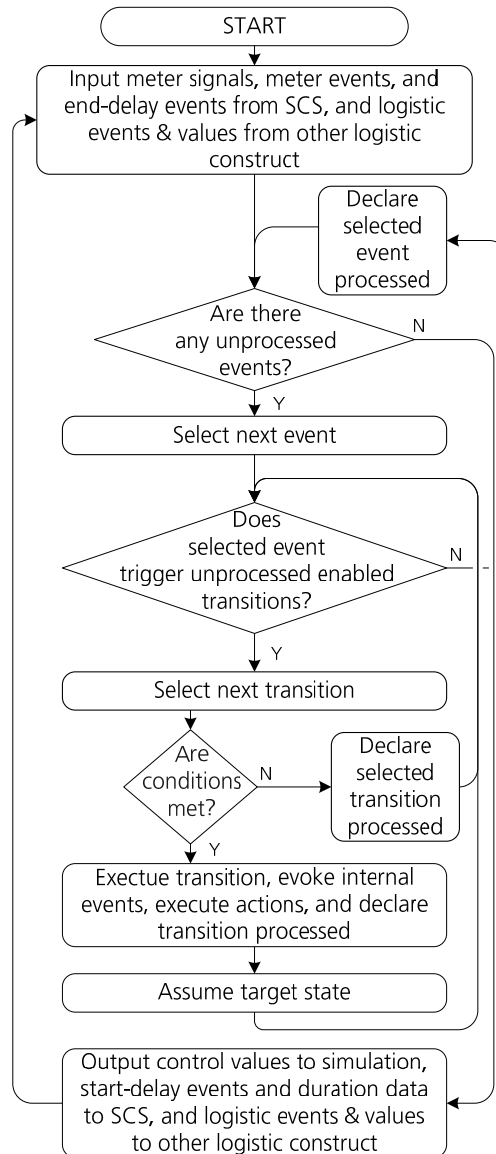 START
Input meter signals, meter events, and
end-delay events from SCS, and logistic
events & values from other logistic
construct
Declare
selected
event
processed
Are there
any unprocessed
events?
N
Y
Select next event
Does
selected event
trigger unprocessed enabled
transitions?
N
Y
Select next transition
Are
conditions
met?
N
Declare
selected
transition
processed
Y
Exectue transition, evoke internal
events, execute actions, and declare
transition processed
Assume target state
Output control values to simulation,
start-delay events and duration data
to SCS, and logistic events & values
to other logistic construct